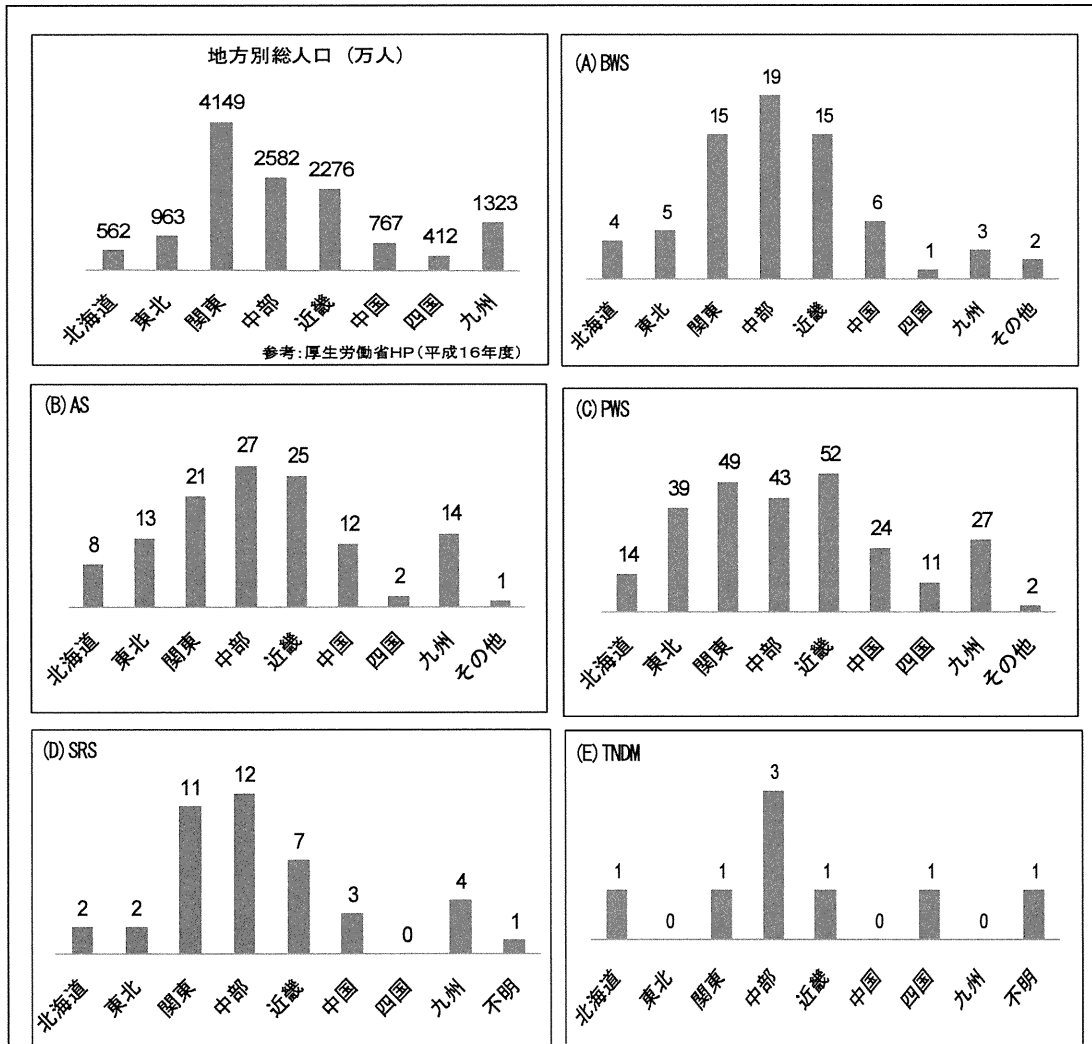 地方別総人口 （万人）
4149
2582
2276
1323
963
767
562
412
北海道 東北 関東 中部 近畿 中国 四国 九州
参考：厚生労働省HP（平成16年度）
(A) BWS
19
15 15
6
5
4
3
2
1
北海道 東北 関東 中部 近畿 中国 四国 九州 その他
(B) AS
27
25
21
14
13
12
8
2
1
北海道 東北 関東 中部 近畿 中国 四国 九州 その他
(C) PWS
52
49
43
39
27
24
14
11
2
北海道 東北 関東 中部 近畿 中国 四国 九州 その他
(D) SRS
12
11
7
4
3
2 2
1
0
北海道 東北 関東 中部 近畿 中国 四国 九州 不明
(E) TNDM
3
1 1 1 1 1
0 0 0
北海道 東北 関東 中部 近畿 中国 四国 九州 不明